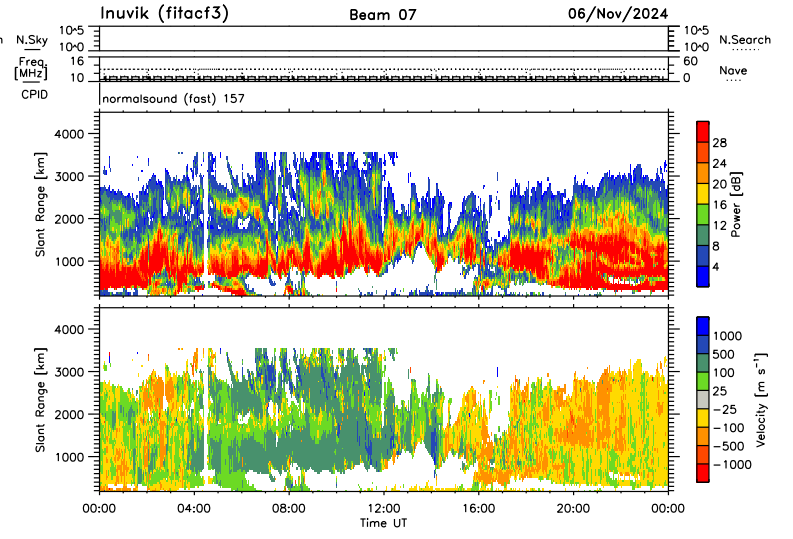 Inuvik (fitacf3) Beam 07 06/Nov/2024
n N.Sky 10^5 10^0 10^5 10^0 N.Search
Freq. [MHz] 16 10 60 0 Nave
CPID normalsound (fast) 157
Slant Range [km] 4000 3000 2000 1000
28 24 20 16 12 8 4 Power [dB]
Slant Range [km] 4000 3000 2000 1000
1000 500 100 25 -25 -100 -500 -1000 Velocity [m s⁻¹]
00:00 04:00 08:00 12:00 16:00 20:00 00:00
Time UT